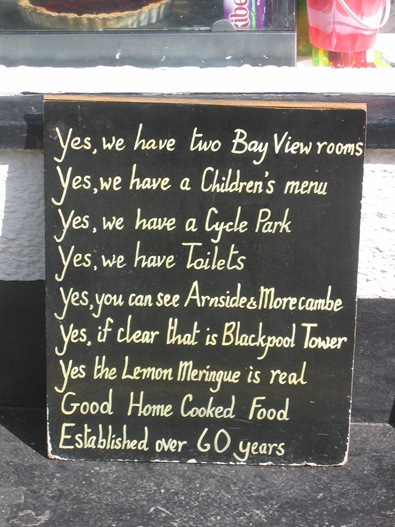 Yes, we have two Bay View rooms
Yes, we have a Children's menu
Yes, we have a Cycle Park
Yes, we have Toilets
Yes, you can see Arnside & Morecambe
Yes, if clear that is Blackpool Tower
Yes the Lemon Meringue is real
Good Home Cooked Food
Established over 60 years